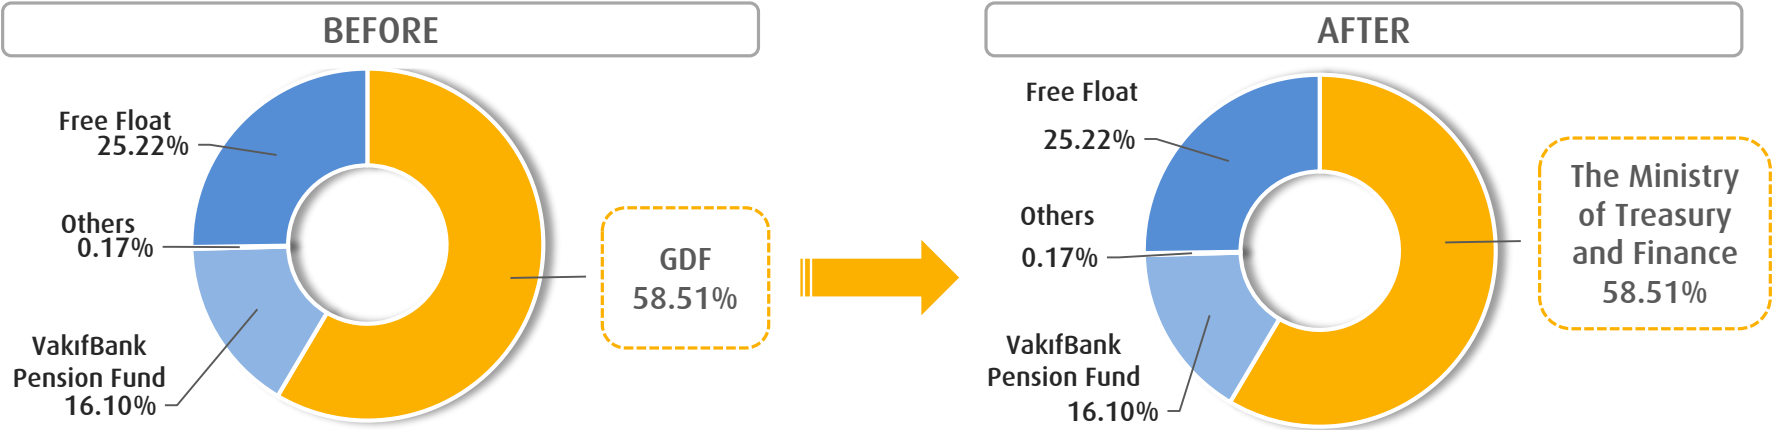 BEFORE
Free Float
25.22%
Others
0.17%
VakıfBank
Pension Fund
16.10%
GDF
58.51%
AFTER
Free Float
25.22%
Others
0.17%
VakıfBank
Pension Fund
16.10%
The Ministry
of Treasury
and Finance
58.51%